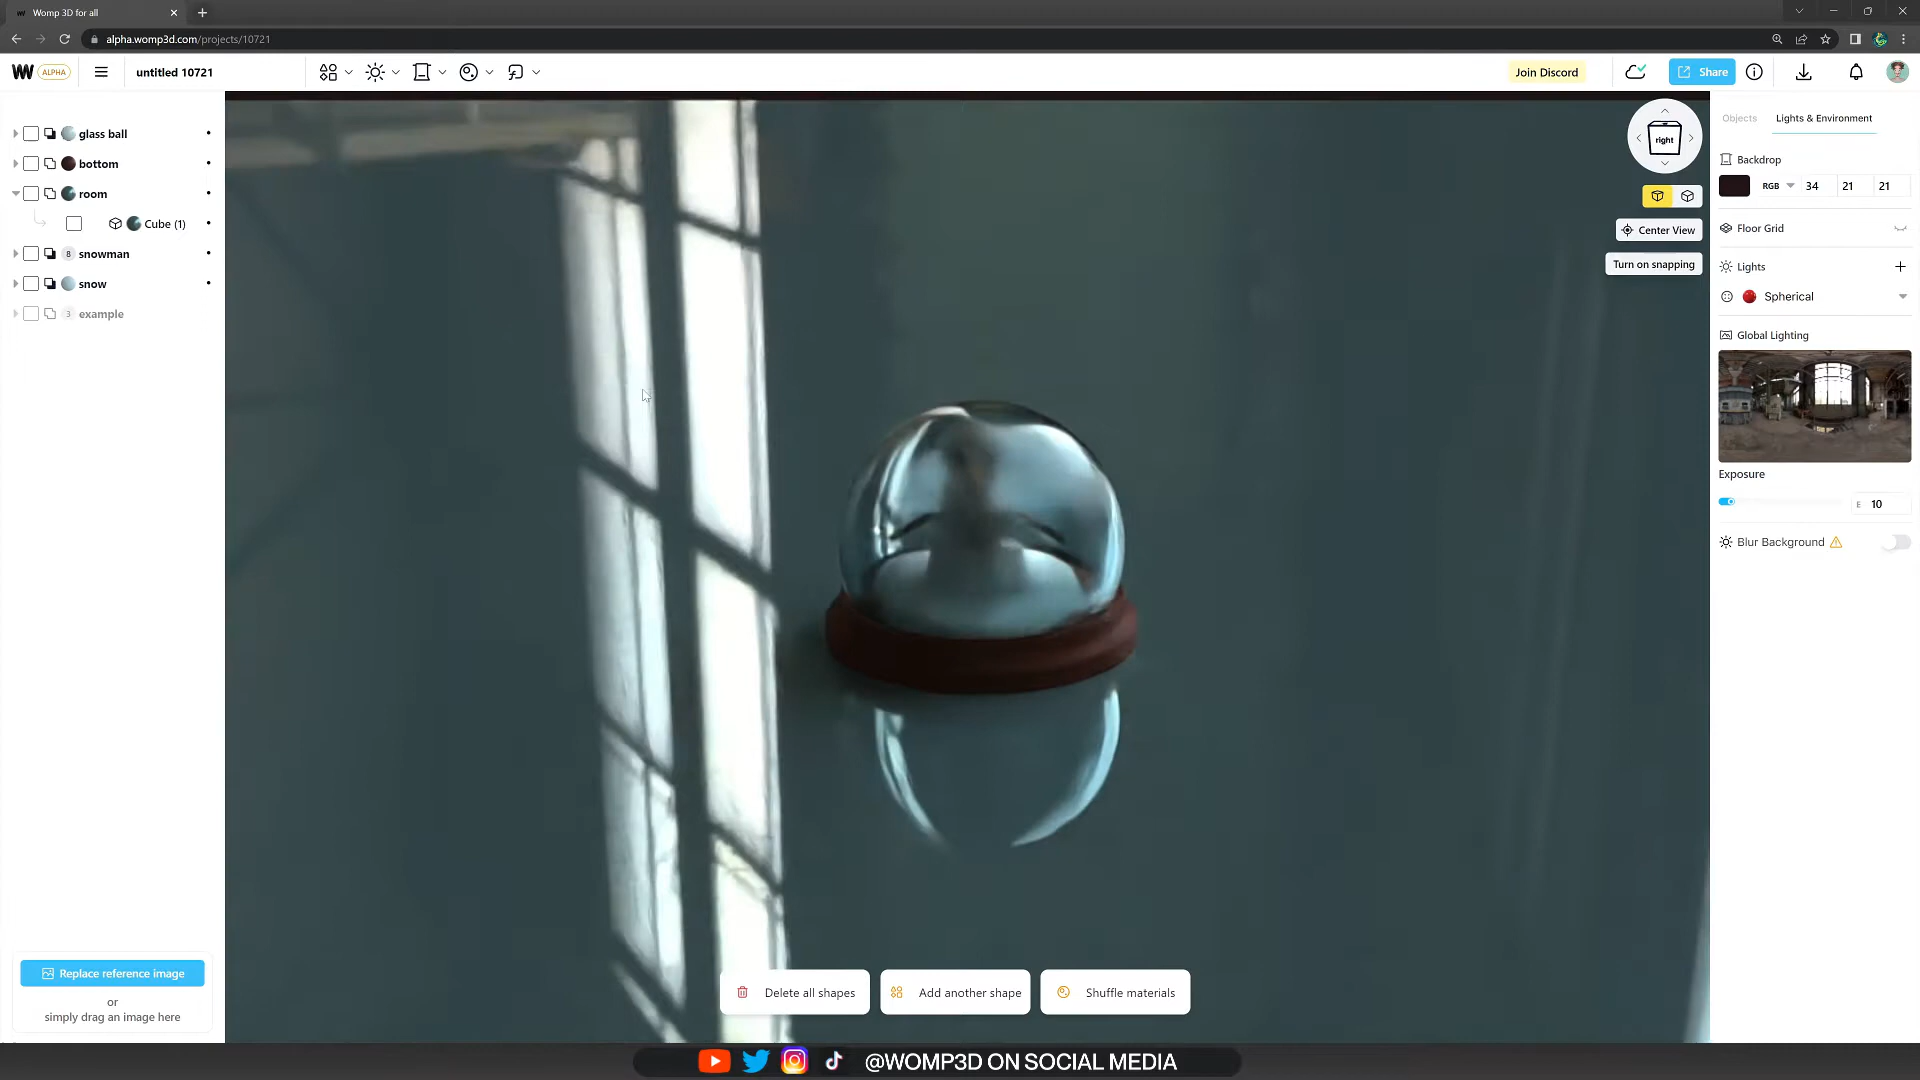 Womp 3D for all
alpha.womp3d.com/projects/10721
ALPHA
untitled 10721
Join Discord
Share
glass ball
bottom
room
Cube (1)
8 snowman
snow
3 example
right
Center View
Turn on snapping
Objects
Lights & Environment
Backdrop
RGB 34 21 21
Floor Grid
Lights
Spherical
Global Lighting
Exposure
E 10
Blur Background
Replace reference image
or
simply drag an image here
Delete all shapes
Add another shape
Shuffle materials
@WOMP3D ON SOCIAL MEDIA